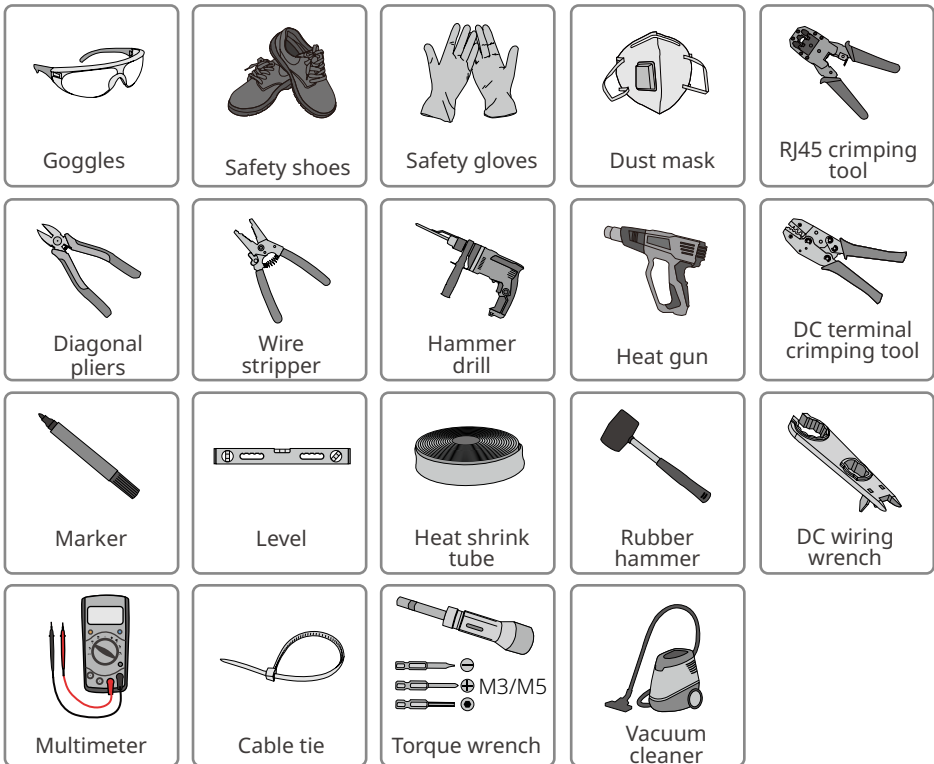 Goggles
Safety shoes
Safety gloves
Dust mask
RJ45 crimping
tool
Diagonal
pliers
Wire
stripper
Hammer
drill
Heat gun
DC terminal
crimping tool
Marker
Level
Heat shrink
tube
Rubber
hammer
DC wiring
wrench
Multimeter
Cable tie
M3/M5
Torque wrench
Vacuum
cleaner